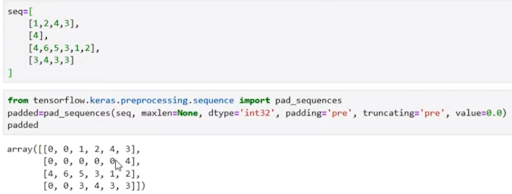 seq=[
[1,2,4,3],
[4],
[4,6,5,3,1,2],
[3,4,3,3]
]
from tensorflow.keras.preprocessing.sequence import pad_sequences
padded=pad_sequences(seq, maxlen=None, dtype='int32', padding='pre', truncating='pre', value=0.0)
padded
array([[0, 0, 1, 2, 4, 3],
[0, 0, 0, 0, 0, 4],
[4, 6, 5, 3, 1, 2],
[0, 0, 3, 4, 3, 3]])